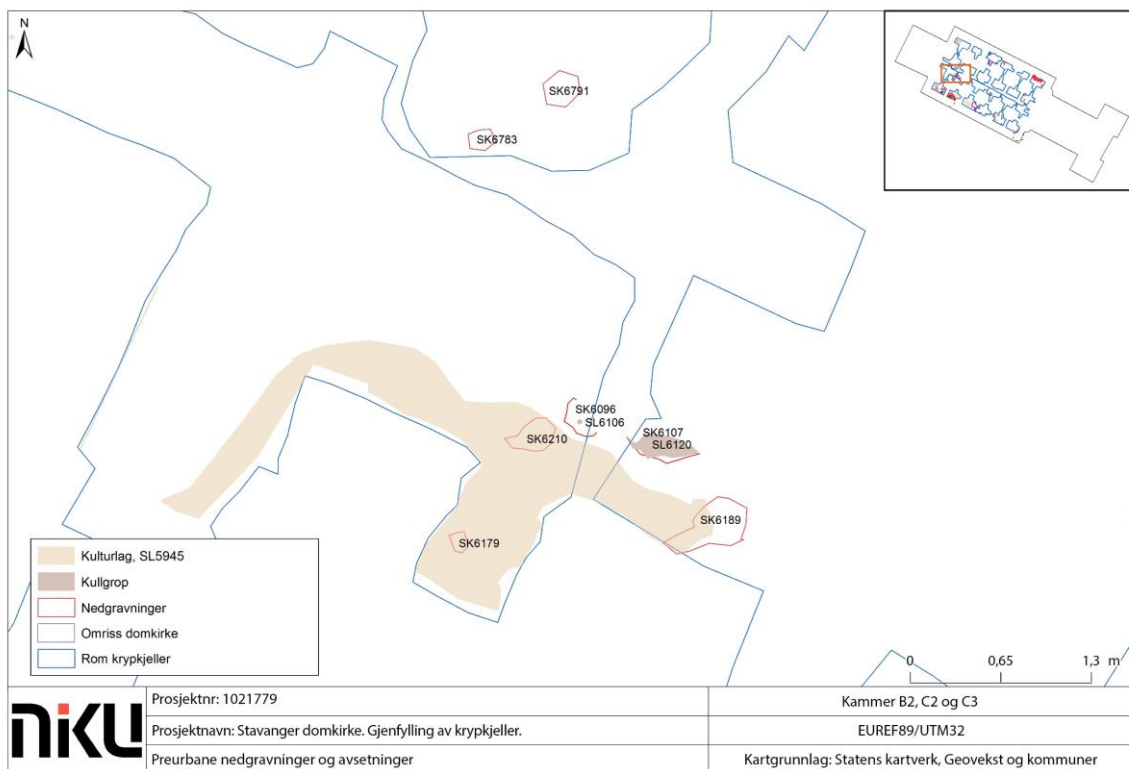 N
SK6791
SK6783
SK6096
SL6106
SK6107
SL6120
SK6210
SK6189
SK6179
Kulturlag, SL5945
Kullgrop
Nedgravninger
Omriss domkirke
Rom krypkjeller
0 0,65 1,3 m
niku
Prosjektnr: 1021779
Kammer B2, C2 og C3
Prosjektnavn: Stavanger domkirke. Gjenfylling av krypkjeller.
EUREF89/UTM32
Preurbane nedgravninger og avsetninger
Kartgrunnlag: Statens kartverk, Geovekst og kommuner